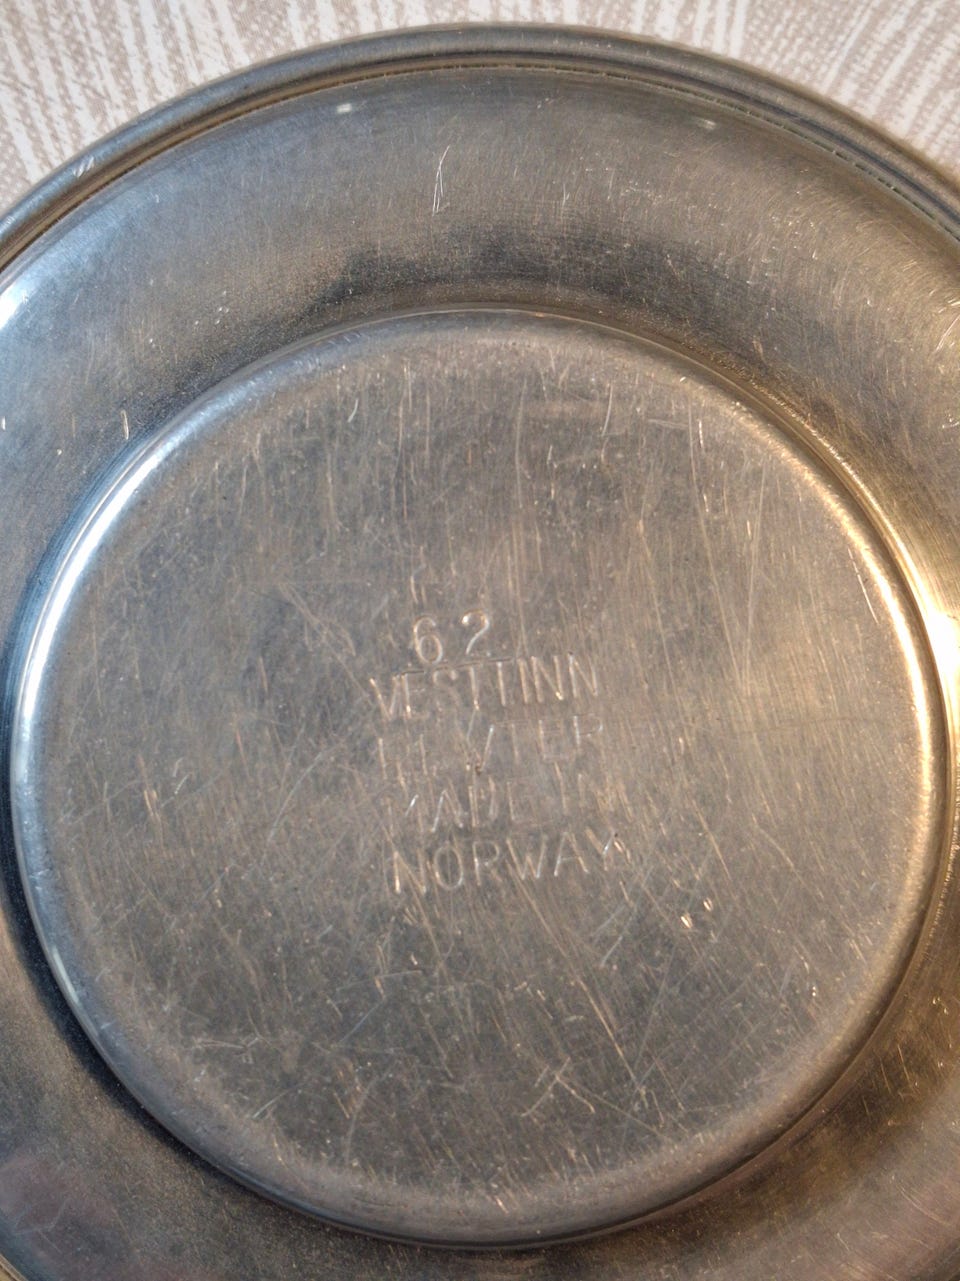 62
VESTTINN
PEWTER
MADE IN
NORWAY